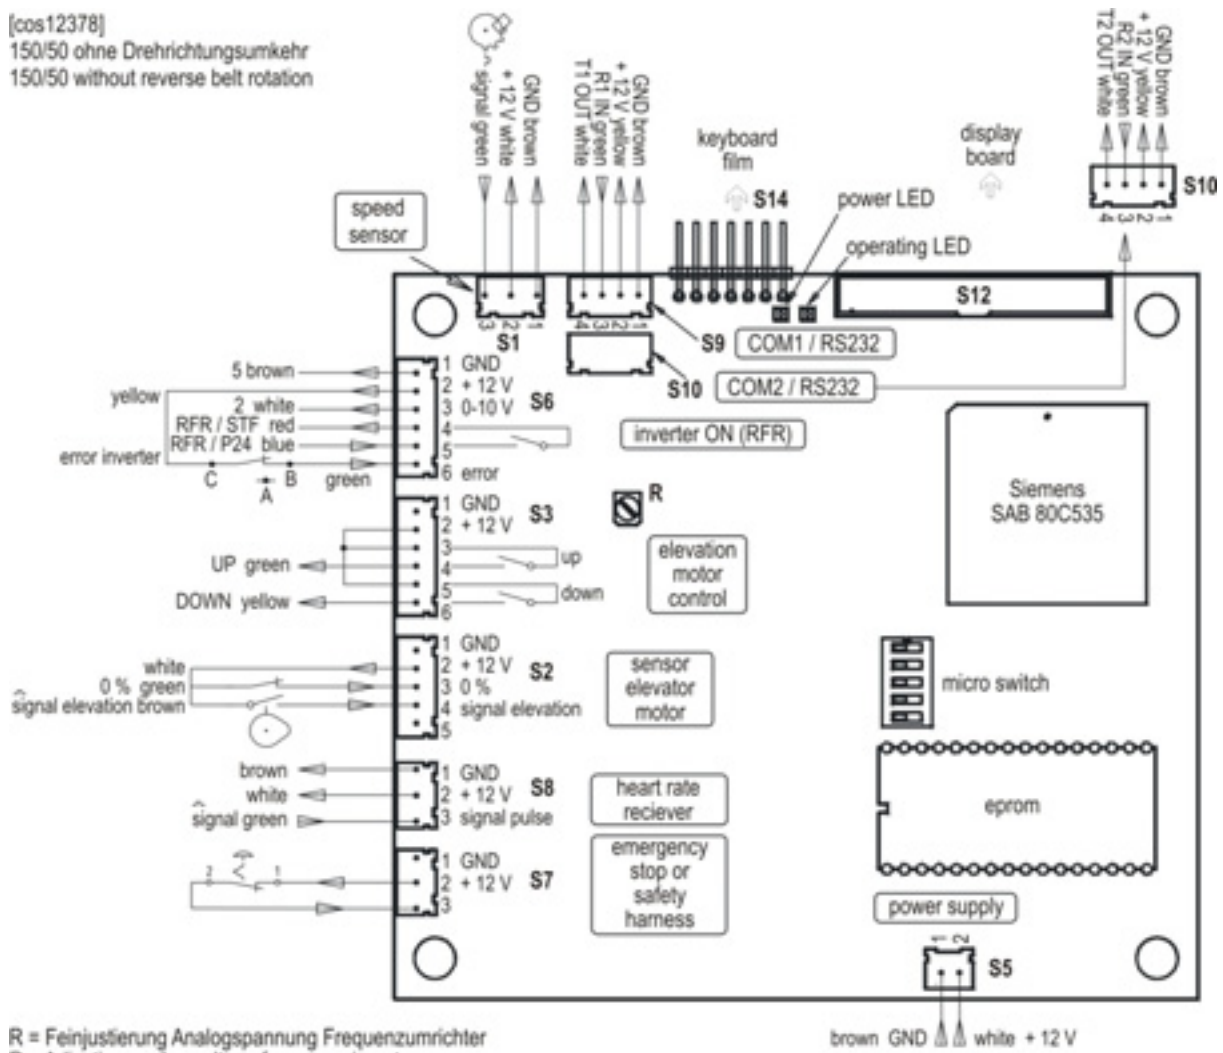 [cos12378]
150/50 ohne Drehrichtungsumkehr
150/50 without reverse belt rotation
signal green
+ 12 V white
GND brown
T1 OUT white
R1 IN green
+ 12 V yellow
GND brown
keyboard
film
S14
display
board
T2 OUT white
R2 IN green
+ 12 V yellow
GND brown
S10
4 3 2 1
speed
sensor
power LED
operating LED
3 2 1
S1
4 3 2 1
S9
COM1 / RS232
S12
S10
COM2 / RS232
5 brown
1 GND
yellow
2 + 12 V
2 white
3 0-10 V
S6
RFR / STF red
4
RFR / P24 blue
5
inverter ON (RFR)
error inverter
C
A
B
green
6 error
Siemens
SAB 80C535
R
1 GND
2 + 12 V
S3
3
up
UP green
4
5
down
DOWN yellow
6
elevation
motor
control
1 GND
white
2 + 12 V
S2
0 % green
3 0 %
signal elevation brown
4 signal elevation
5
sensor
elevator
motor
micro switch
brown
1 GND
white
2 + 12 V
S8
signal green
3 signal pulse
heart rate
reciever
eprom
1 GND
2
1
2 + 12 V
S7
3
emergency
stop or
safety
harness
power supply
1 2
S5
brown GND
white + 12 V
R = Feinjustierung Analogspannung Frequenzumrichter